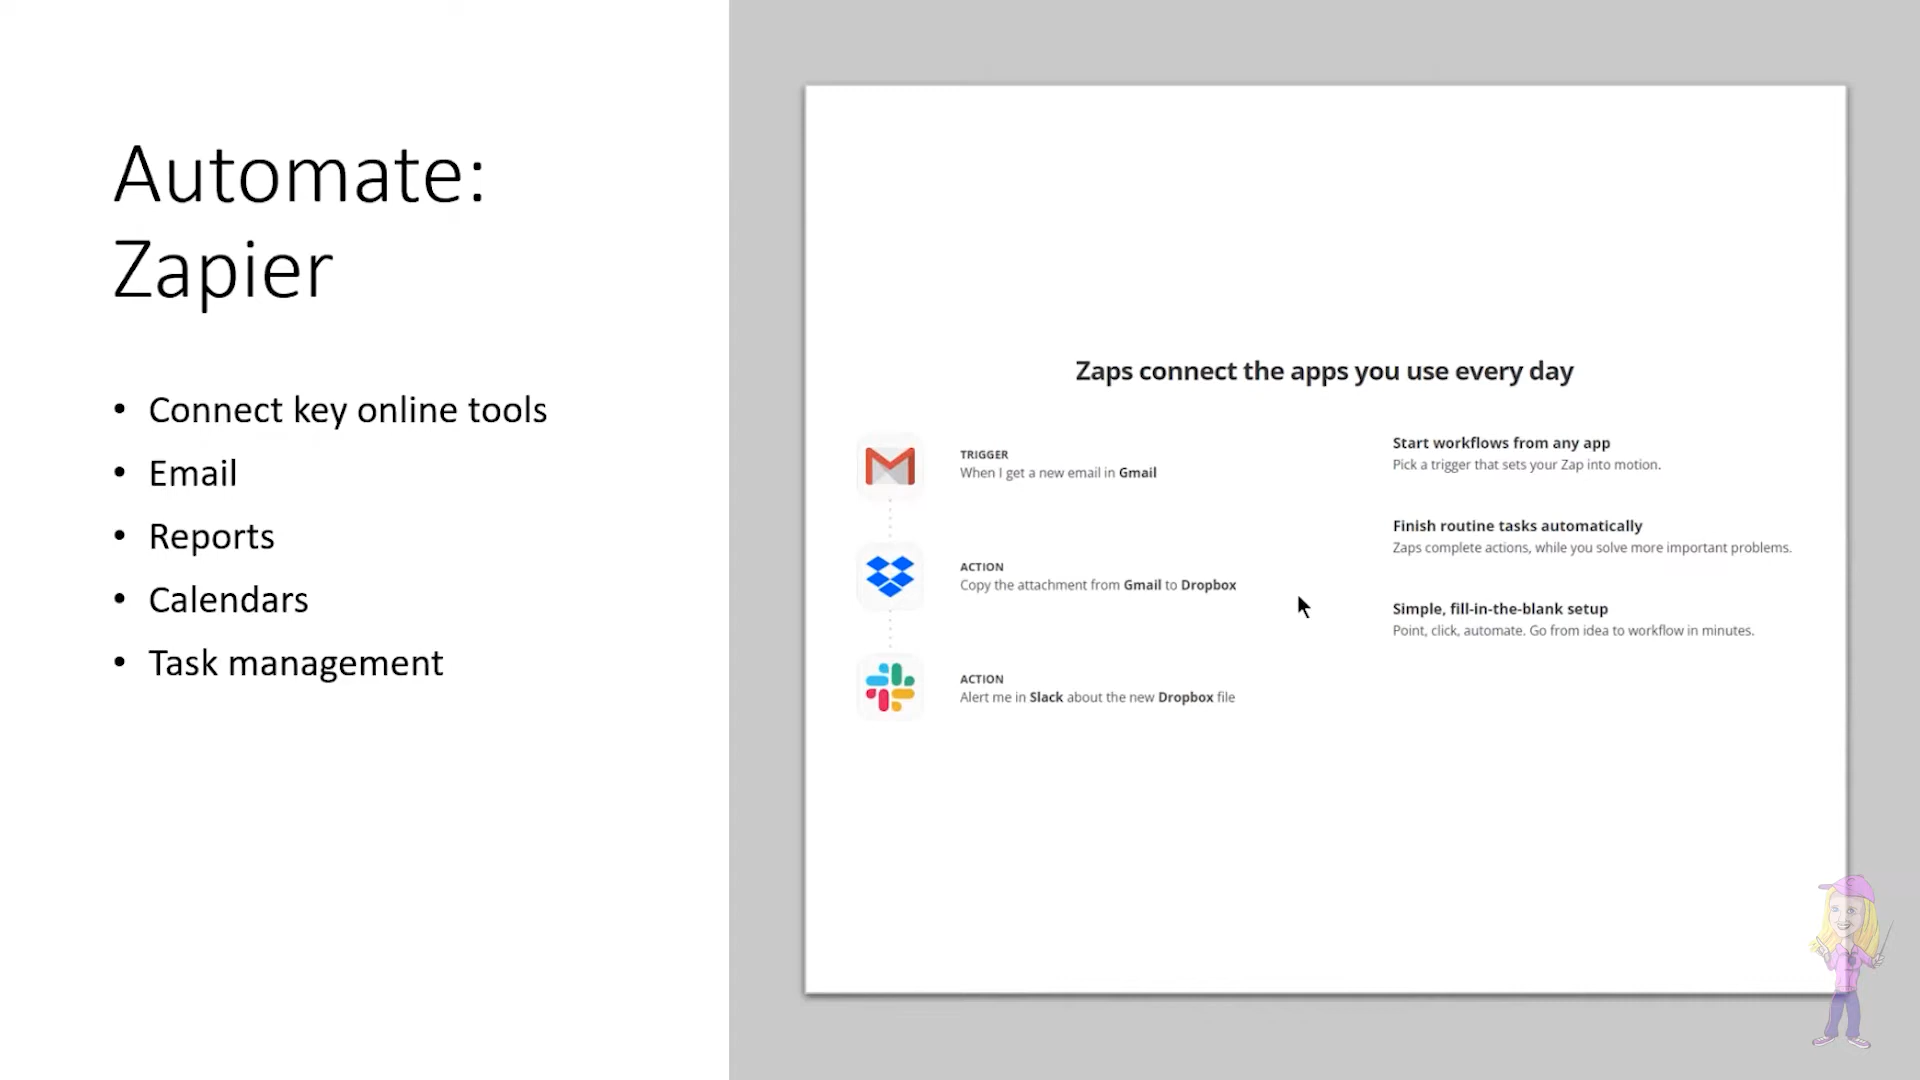 Automate:
Zapier
• Connect key online tools
• Email
• Reports
• Calendars
• Task management
Zaps connect the apps you use every day
TRIGGER
When I get a new email in Gmail
ACTION
Copy the attachment from Gmail to Dropbox
ACTION
Alert me in Slack about the new Dropbox file
Start workflows from any app
Pick a trigger that sets your Zap into motion.
Finish routine tasks automatically
Zaps complete actions, while you solve more important problems.
Simple, fill-in-the-blank setup
Point, click, automate. Go from idea to workflow in minutes.